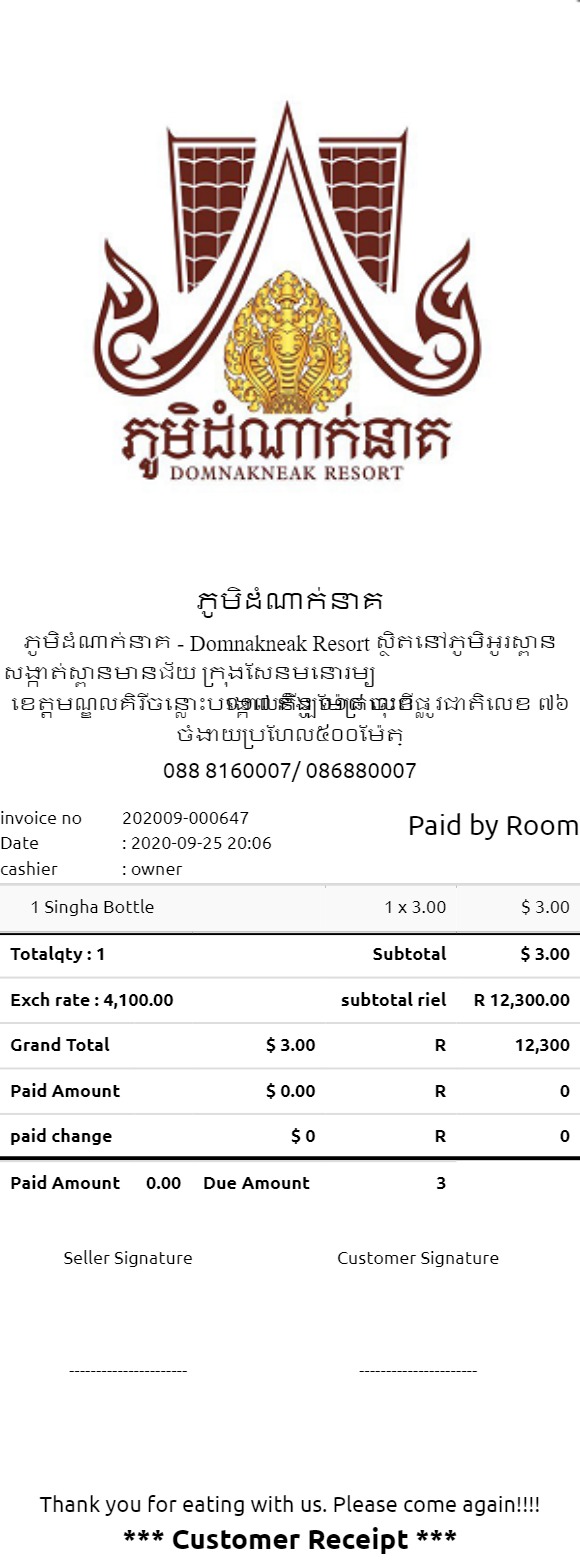 ភូមិដំណាក់នាគ
DOMNAKNEAK RESORT
ភូមិដំណាក់នាគ
ភូមិដំណាក់នាគ - Domnakneak Resort ស្ថិតនៅភូមិអូរស្ពាន
សង្កាត់ស្ពានមានជ័យ ក្រុងសែនមនោរម្យ
ខេត្តមណ្ឌលគិរីចន្លោះបង្គោល ផ្លូវជាតិលេខ ៧៦
ចំងាយប្រហែល៥០០ម៉ែត្
088 8160007/ 086880007
invoice no 202009-000647
Paid by Room
Date : 2020-09-25 20:06
cashier : owner
1 Singha Bottle 1 x 3.00 $ 3.00
Totalqty : 1 Subtotal $ 3.00
Exch rate : 4,100.00 subtotal riel R 12,300.00
Grand Total $ 3.00 R 12,300
Paid Amount $ 0.00 R 0
paid change $ 0 R 0
Paid Amount 0.00 Due Amount 3
Seller Signature Customer Signature
---------------------- ----------------------
Thank you for eating with us. Please come again!!!!
*** Customer Receipt ***